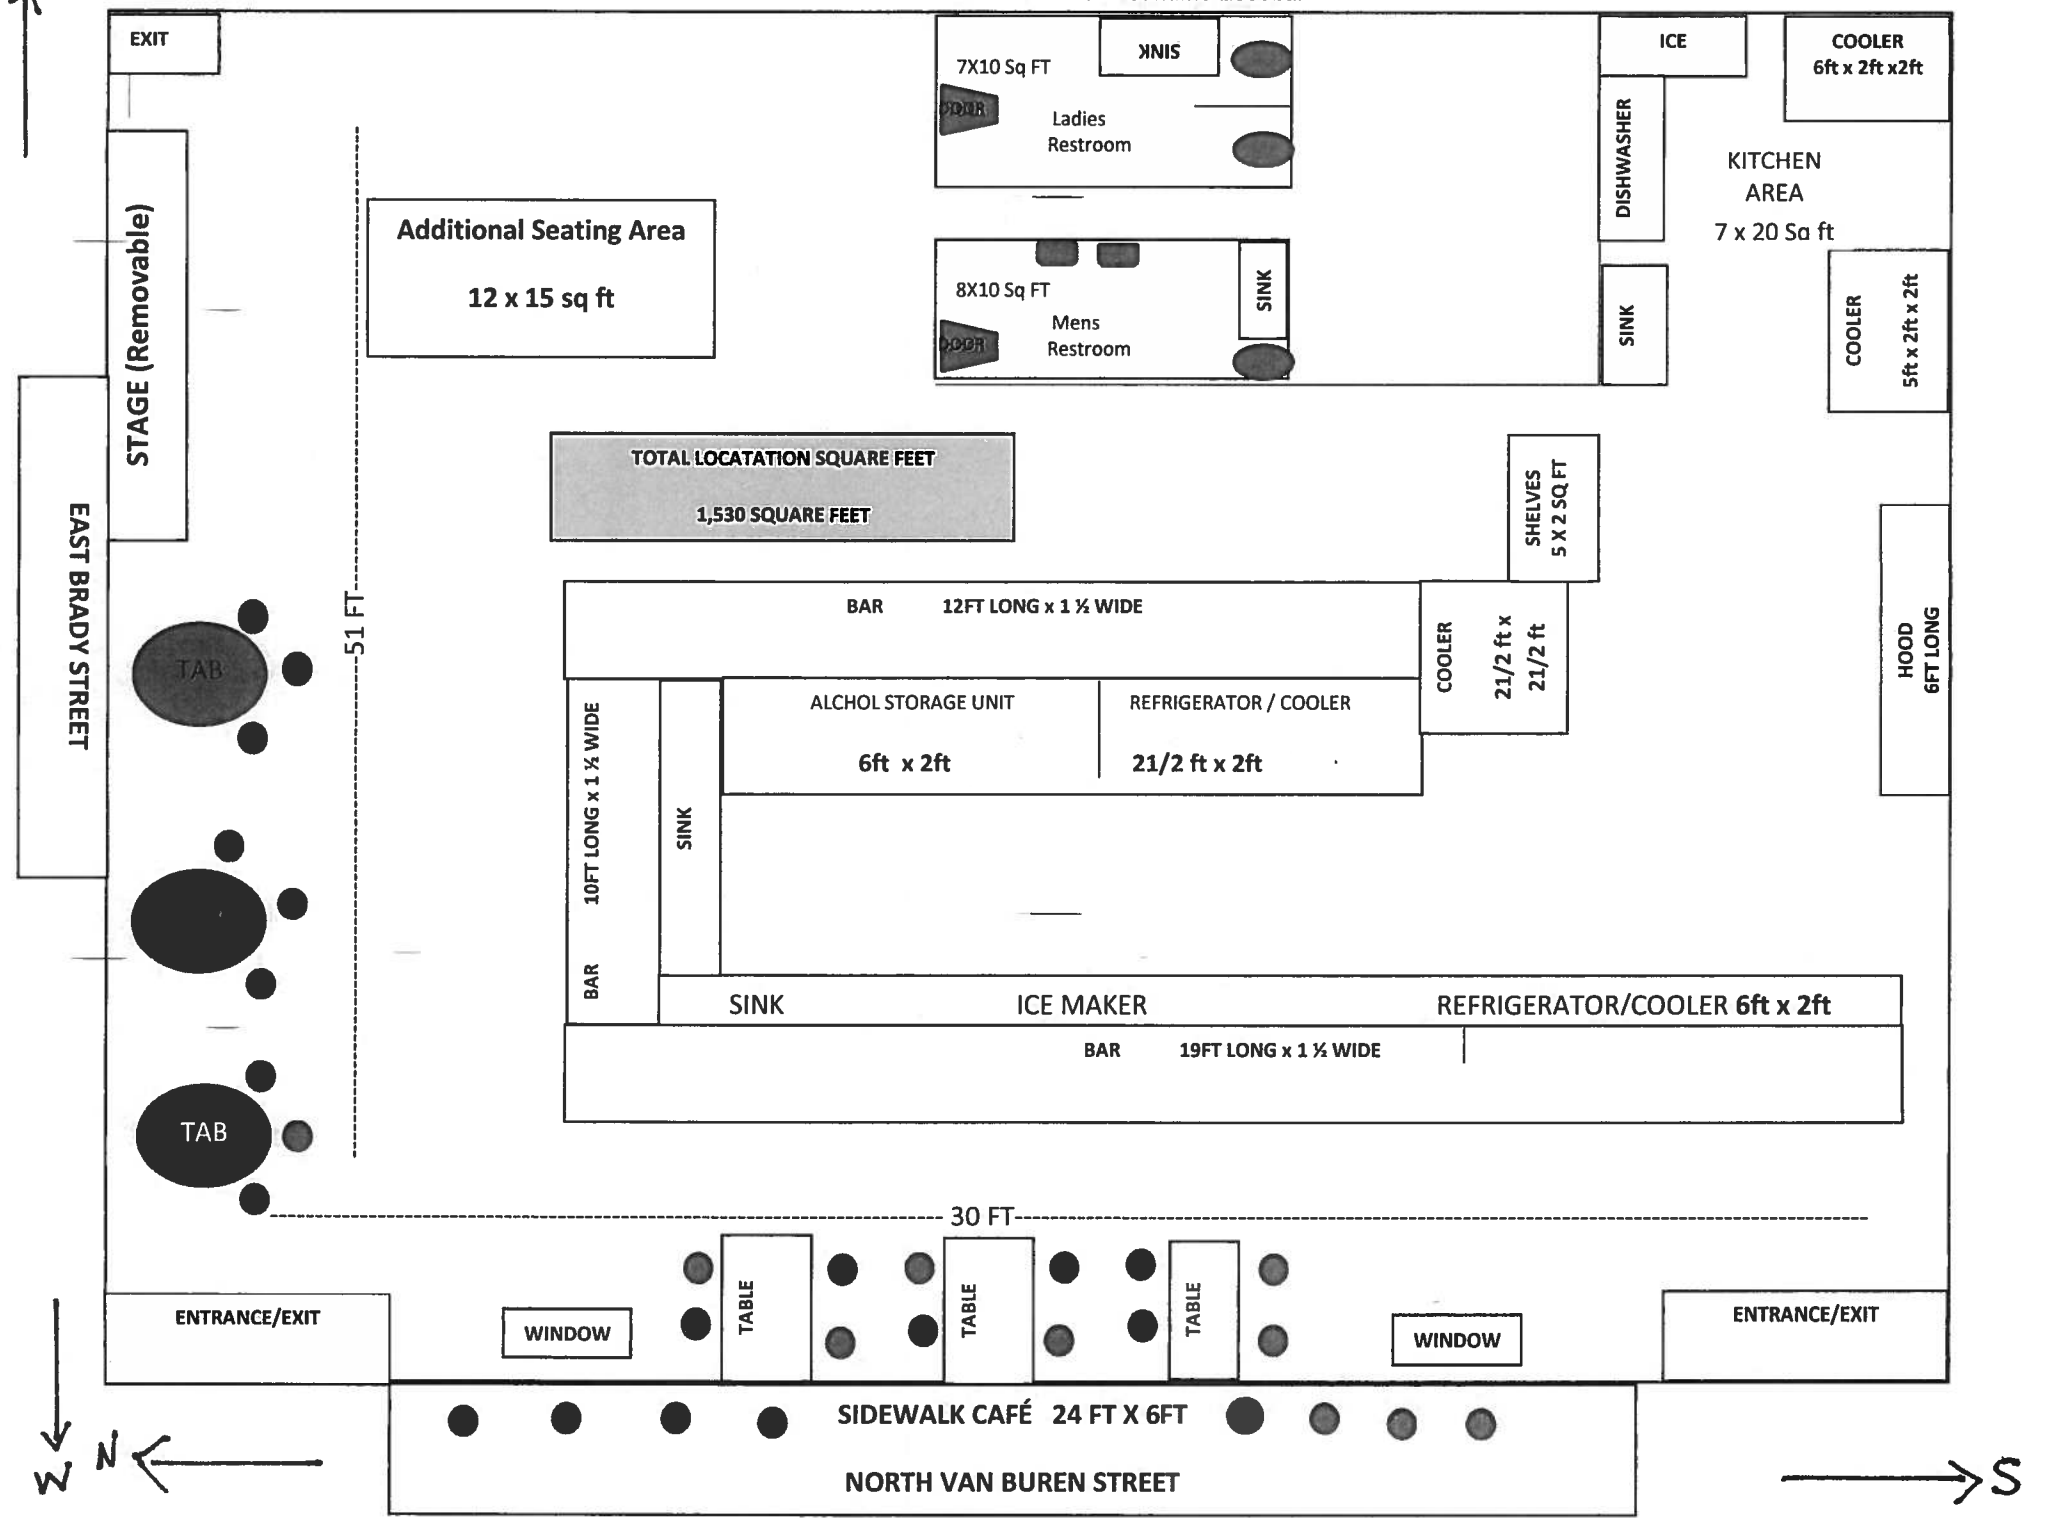 EXIT
SINK
7X10 Sq FT
DOOR
Ladies
Restroom
ICE
COOLER
6ft x 2ft x2ft
DISHWASHER
KITCHEN
AREA
7 x 20 Sq ft
STAGE (Removable)
Additional Seating Area
12 x 15 sq ft
8X10 Sq FT
Mens
Restroom
DOOR
SINK
SINK
COOLER
5ft x 2ft x 2ft
EAST BRADY STREET
TOTAL LOCATATION SQUARE FEET
1,530 SQUARE FEET
SHELVES
5 X 2 SQ FT
51 FT
BAR 12FT LONG x 1 ½ WIDE
COOLER
21/2 ft x
21/2 ft
HOOD
6FT LONG
TAB
ALCHOL STORAGE UNIT
6ft x 2ft
REFRIGERATOR / COOLER
21/2 ft x 2ft
BAR 10FT LONG x 1 ½ WIDE
SINK
SINK ICE MAKER REFRIGERATOR/COOLER 6ft x 2ft
BAR 19FT LONG x 1 ½ WIDE
TAB
30 FT
ENTRANCE/EXIT
WINDOW
TABLE
TABLE
TABLE
WINDOW
ENTRANCE/EXIT
SIDEWALK CAFÉ 24 FT X 6FT
NORTH VAN BUREN STREET
W
N
S